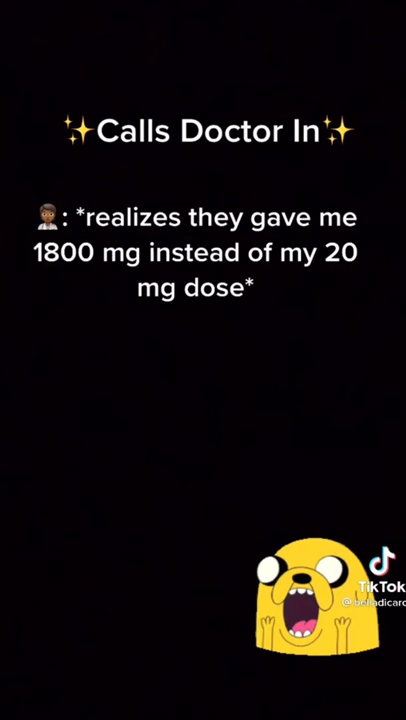 ✨Calls Doctor In✨
👨🏾‍⚕️: *realizes they gave me
1800 mg instead of my 20
mg dose*
TikTok